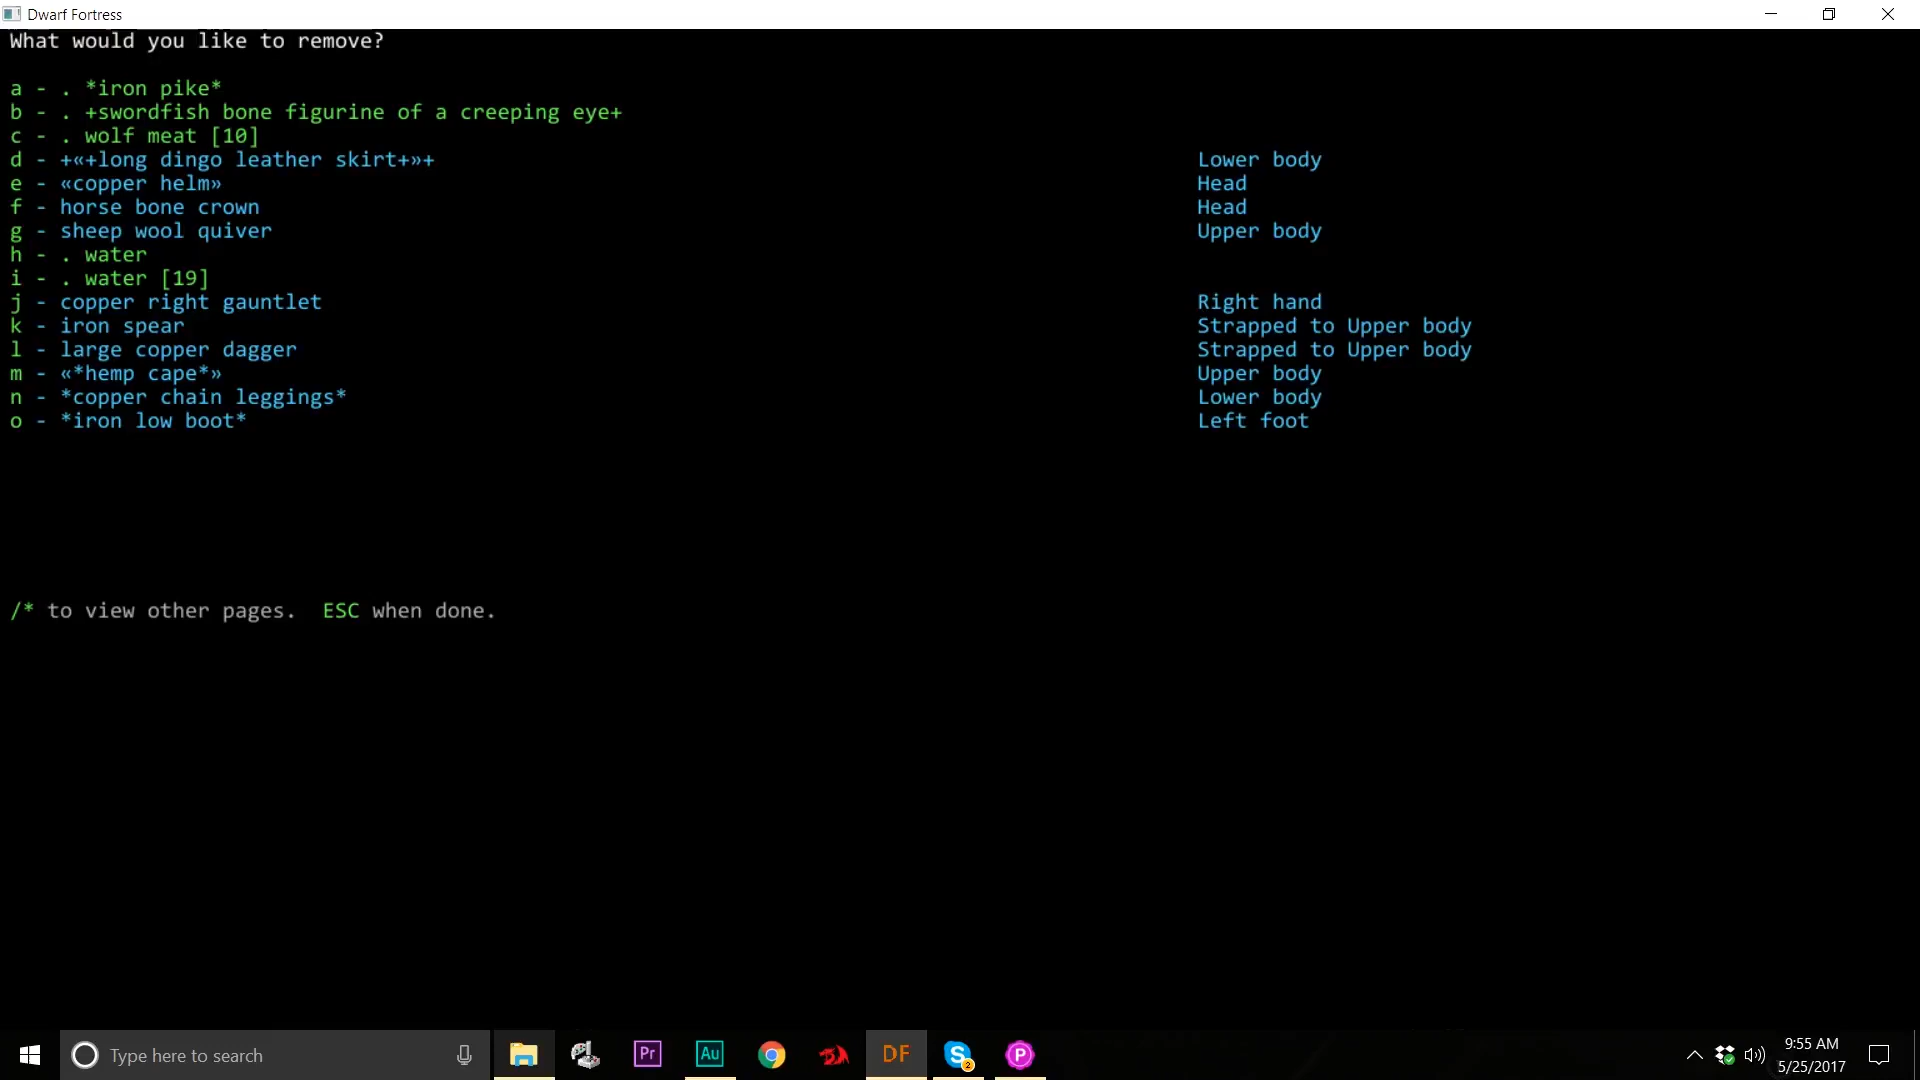 Dwarf Fortress
What would you like to remove?
a - . *iron pike*
b - . +swordfish bone figurine of a creeping eye+
c - . wolf meat [10]
d - +«+long dingo leather skirt+»+ Lower body
e - «copper helm» Head
f - horse bone crown Head
g - sheep wool quiver Upper body
h - . water
i - . water [19]
j - copper right gauntlet Right hand
k - iron spear Strapped to Upper body
l - large copper dagger Strapped to Upper body
m - «*hemp cape*» Upper body
n - *copper chain leggings* Lower body
o - *iron low boot* Left foot
/* to view other pages. ESC when done.
Type here to search
Pr
Au
DF
S
2
P
9:55 AM
5/25/2017